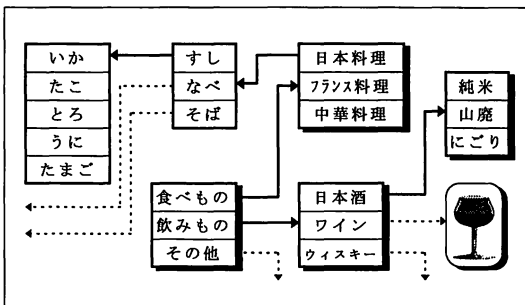 いか
たこ
とろ
うに
たまご
すし
なべ
そば
日本料理
フランス料理
中華料理
純米
山廃
にごり
食べもの
飲みもの
その他
日本酒
ワイン
ウィスキー